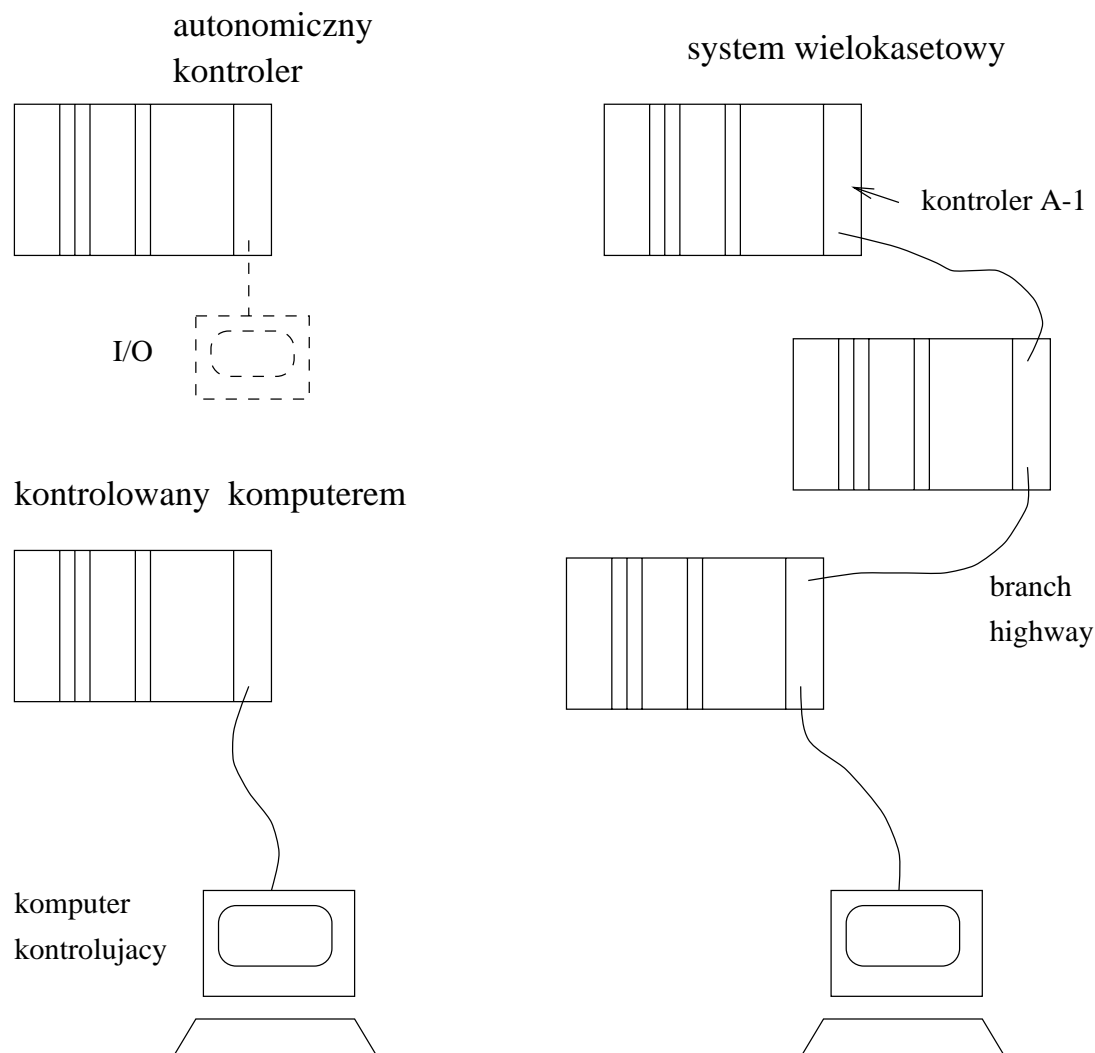 autonomiczny
kontroler
I/O
kontrolowany komputerem
komputer
kontrolujacy
system wielokasetowy
kontroler A-1
branch
highway